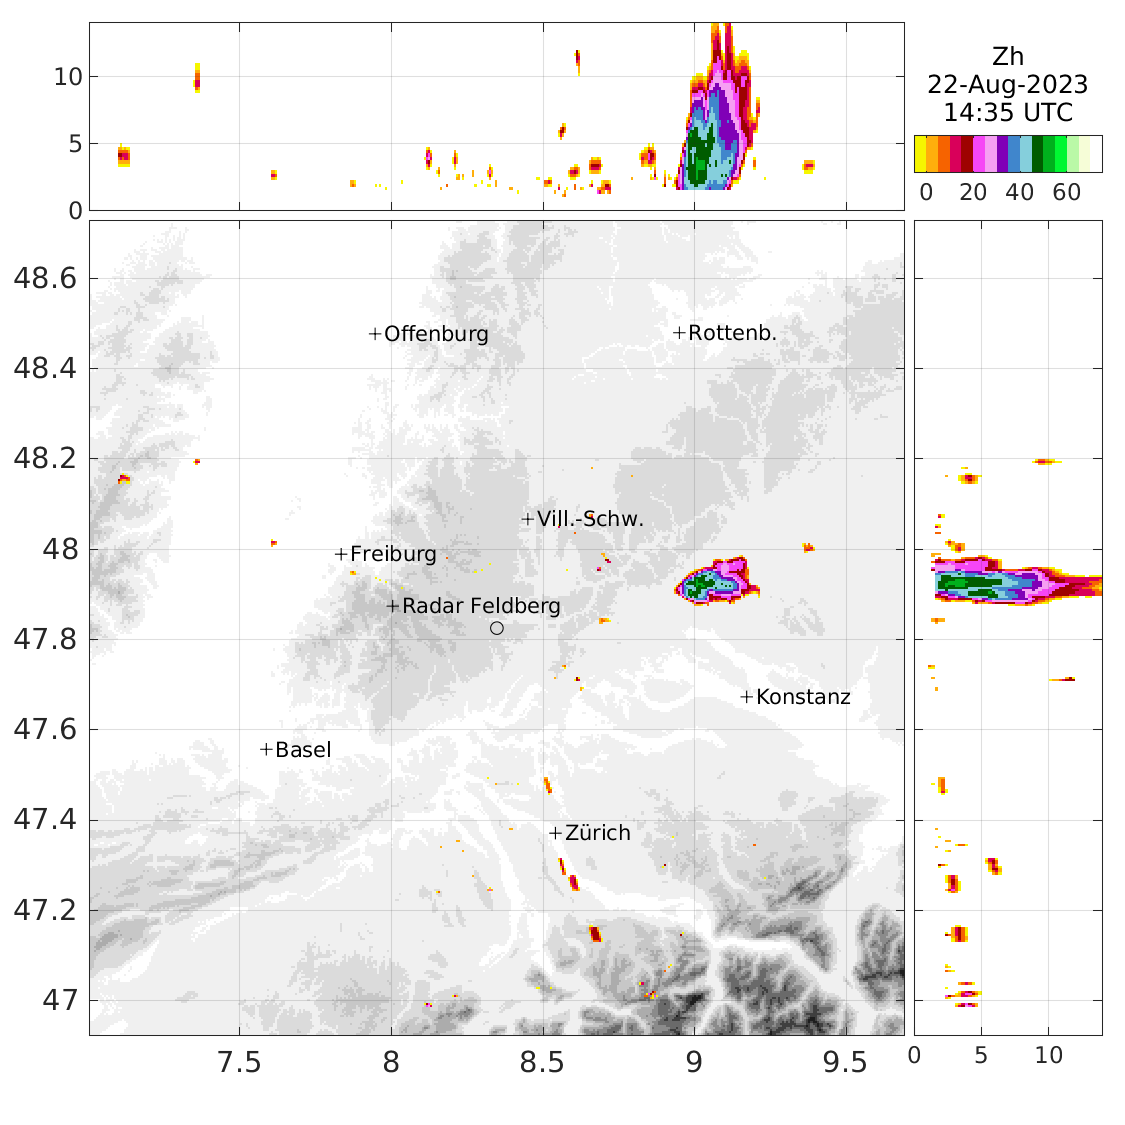 Zh
22-Aug-2023
14:35 UTC
10
5
0
0 20 40 60
48.6
48.4
48.2
48
47.8
47.6
47.4
47.2
47
+Offenburg
+Rottenb.
+Vill.-Schw.
+Freiburg
+Radar Feldberg
+Konstanz
+Basel
+Zürich
7.5 8 8.5 9 9.5
0 5 10